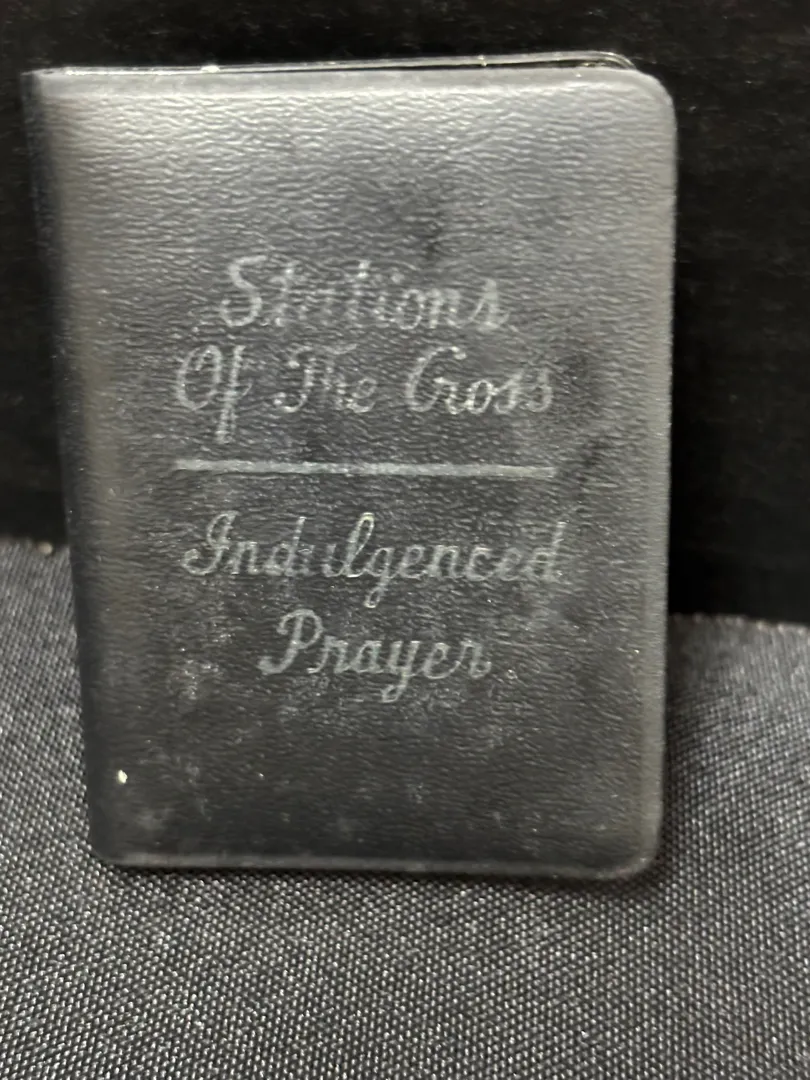 Stations
Of The Cross
Indulgenced
Prayer